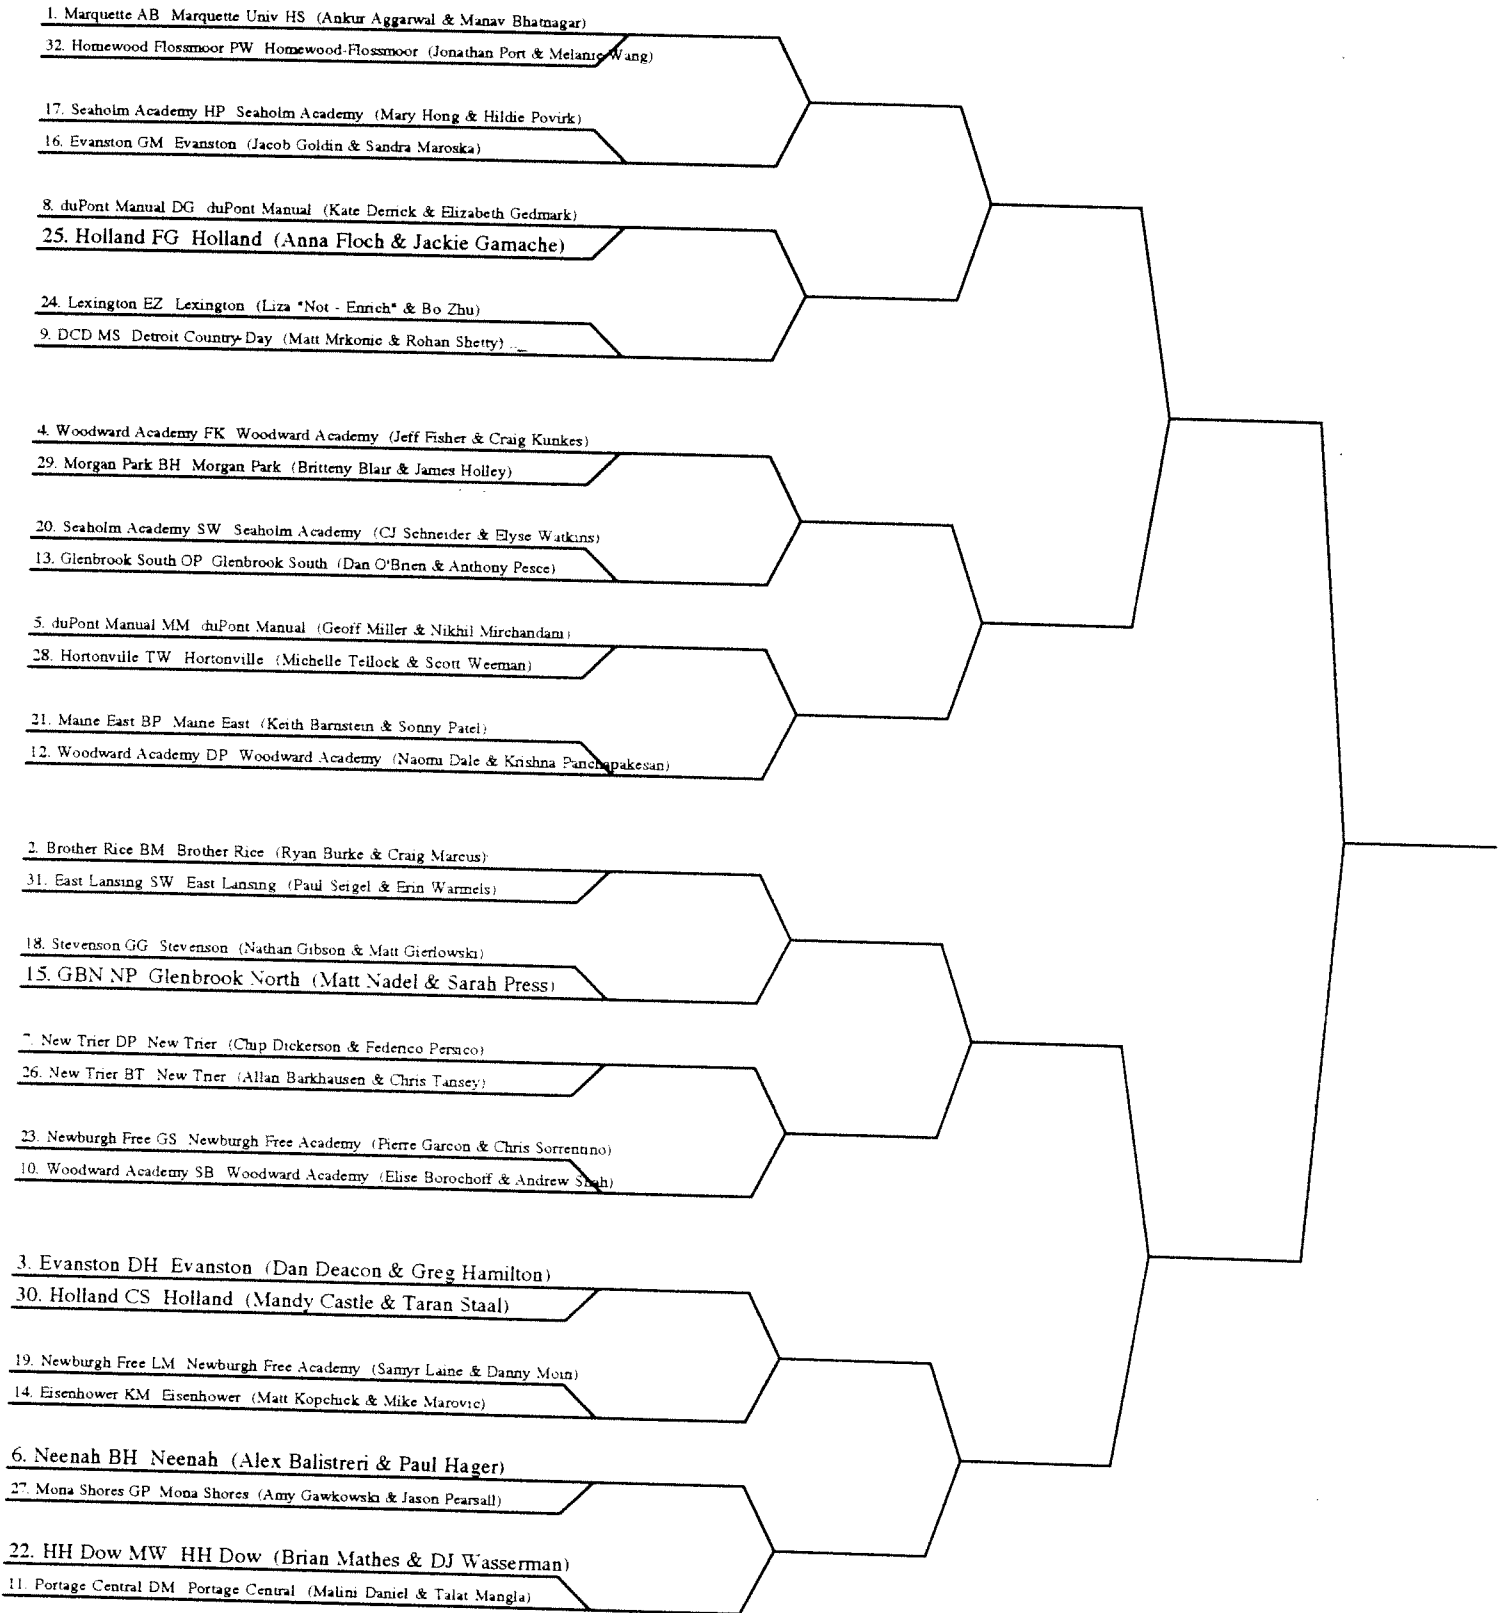 1. Marquette AB Marquette Univ HS (Ankur Aggarwal & Manav Bhatnagar)
32. Homewood Flossmoor PW Homewood-Flossmoor (Jonathan Port & Melanie Wang)
17. Seaholm Academy HP Seaholm Academy (Mary Hong & Hildie Povirk)
16. Evanston GM Evanston (Jacob Goldin & Sandra Maroska)
8. duPont Manual DG duPont Manual (Kate Derrick & Elizabeth Gedmark)
25. Holland FG Holland (Anna Floch & Jackie Gamache)
24. Lexington EZ Lexington (Liza "Not - Enrich" & Bo Zhu)
9. DCD MS Detroit Country-Day (Matt Mrkonic & Rohan Shetty)
4. Woodward Academy FK Woodward Academy (Jeff Fisher & Craig Kunkes)
29. Morgan Park BH Morgan Park (Britteny Blair & James Holley)
20. Seaholm Academy SW Seaholm Academy (CJ Schneider & Elyse Watkins)
13. Glenbrook South OP Glenbrook South (Dan O'Brien & Anthony Pesce)
5. duPont Manual MM duPont Manual (Geoff Miller & Nikhil Mirchandani)
28. Hortonville TW Hortonville (Michelle Tellock & Scott Weeman)
21. Maine East BP Maine East (Keith Barnstein & Sonny Patel)
12. Woodward Academy DP Woodward Academy (Naomi Dale & Krishna Panchapakesan)
2. Brother Rice BM Brother Rice (Ryan Burke & Craig Marcus)
31. East Lansing SW East Lansing (Paul Seigel & Erin Warmels)
18. Stevenson GG Stevenson (Nathan Gibson & Matt Gierlowski)
15. GBN NP Glenbrook North (Matt Nadel & Sarah Press)
7. New Trier DP New Trier (Chip Dickerson & Federico Persico)
26. New Trier BT New Trier (Allan Barkhausen & Chris Tansey)
23. Newburgh Free GS Newburgh Free Academy (Pierre Garcon & Chris Sorrentino)
10. Woodward Academy SB Woodward Academy (Elise Borochoff & Andrew Shah)
3. Evanston DH Evanston (Dan Deacon & Greg Hamilton)
30. Holland CS Holland (Mandy Castle & Taran Staal)
19. Newburgh Free LM Newburgh Free Academy (Samyr Laine & Danny Moin)
14. Eisenhower KM Eisenhower (Matt Kopchick & Mike Marovic)
6. Neenah BH Neenah (Alex Balistreri & Paul Hager)
27. Mona Shores GP Mona Shores (Amy Gawkowski & Jason Pearsall)
22. HH Dow MW HH Dow (Brian Mathes & DJ Wasserman)
11. Portage Central DM Portage Central (Malini Daniel & Talat Mangla)